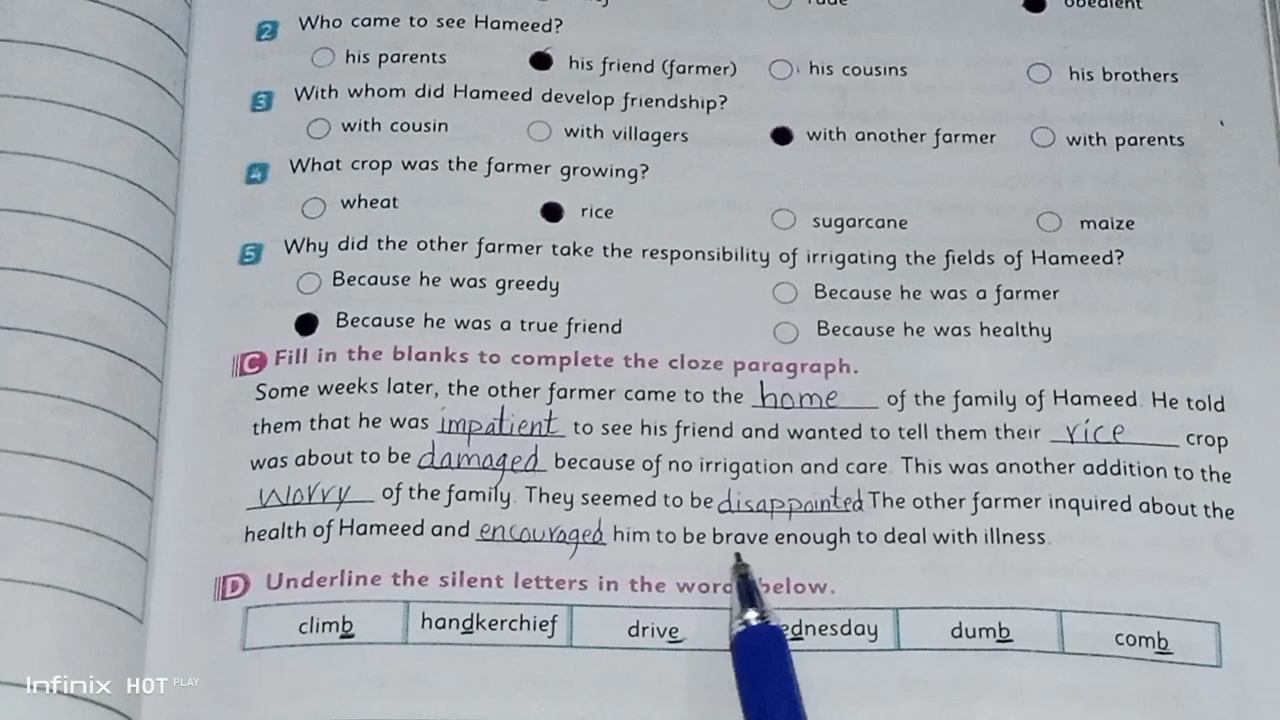 obedient
2 Who came to see Hameed?
his parents his friend (farmer) his cousins his brothers
3 With whom did Hameed develop friendship?
with cousin with villagers with another farmer with parents
4 What crop was the farmer growing?
wheat rice sugarcane maize
5 Why did the other farmer take the responsibility of irrigating the fields of Hameed?
Because he was greedy Because he was a farmer
Because he was a true friend Because he was healthy
C Fill in the blanks to complete the cloze paragraph.
Some weeks later, the other farmer came to the home of the family of Hameed. He told
them that he was impatient to see his friend and wanted to tell them their rice crop
was about to be damaged because of no irrigation and care. This was another addition to the
worry of the family. They seemed to be disappointed The other farmer inquired about the
health of Hameed and encouraged him to be brave enough to deal with illness.
D Underline the silent letters in the below.
climb handkerchief drive dumb comb
Infinix HOT PLAY